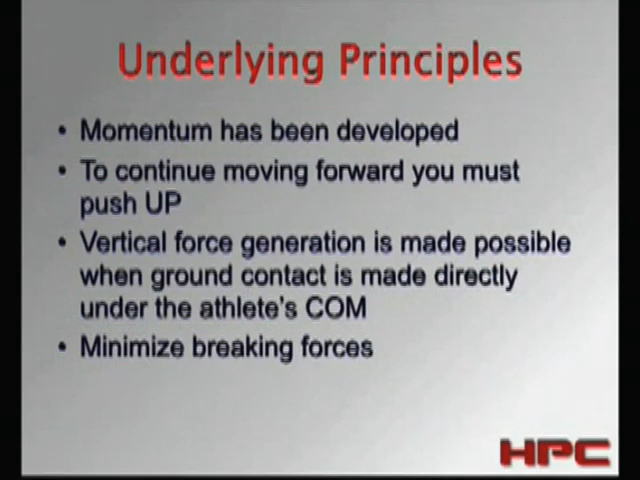 Underlying Principles
• Momentum has been developed
• To continue moving forward you must
push UP
• Vertical force generation is made possible
when ground contact is made directly
under the athlete's COM
• Minimize breaking forces
HPC